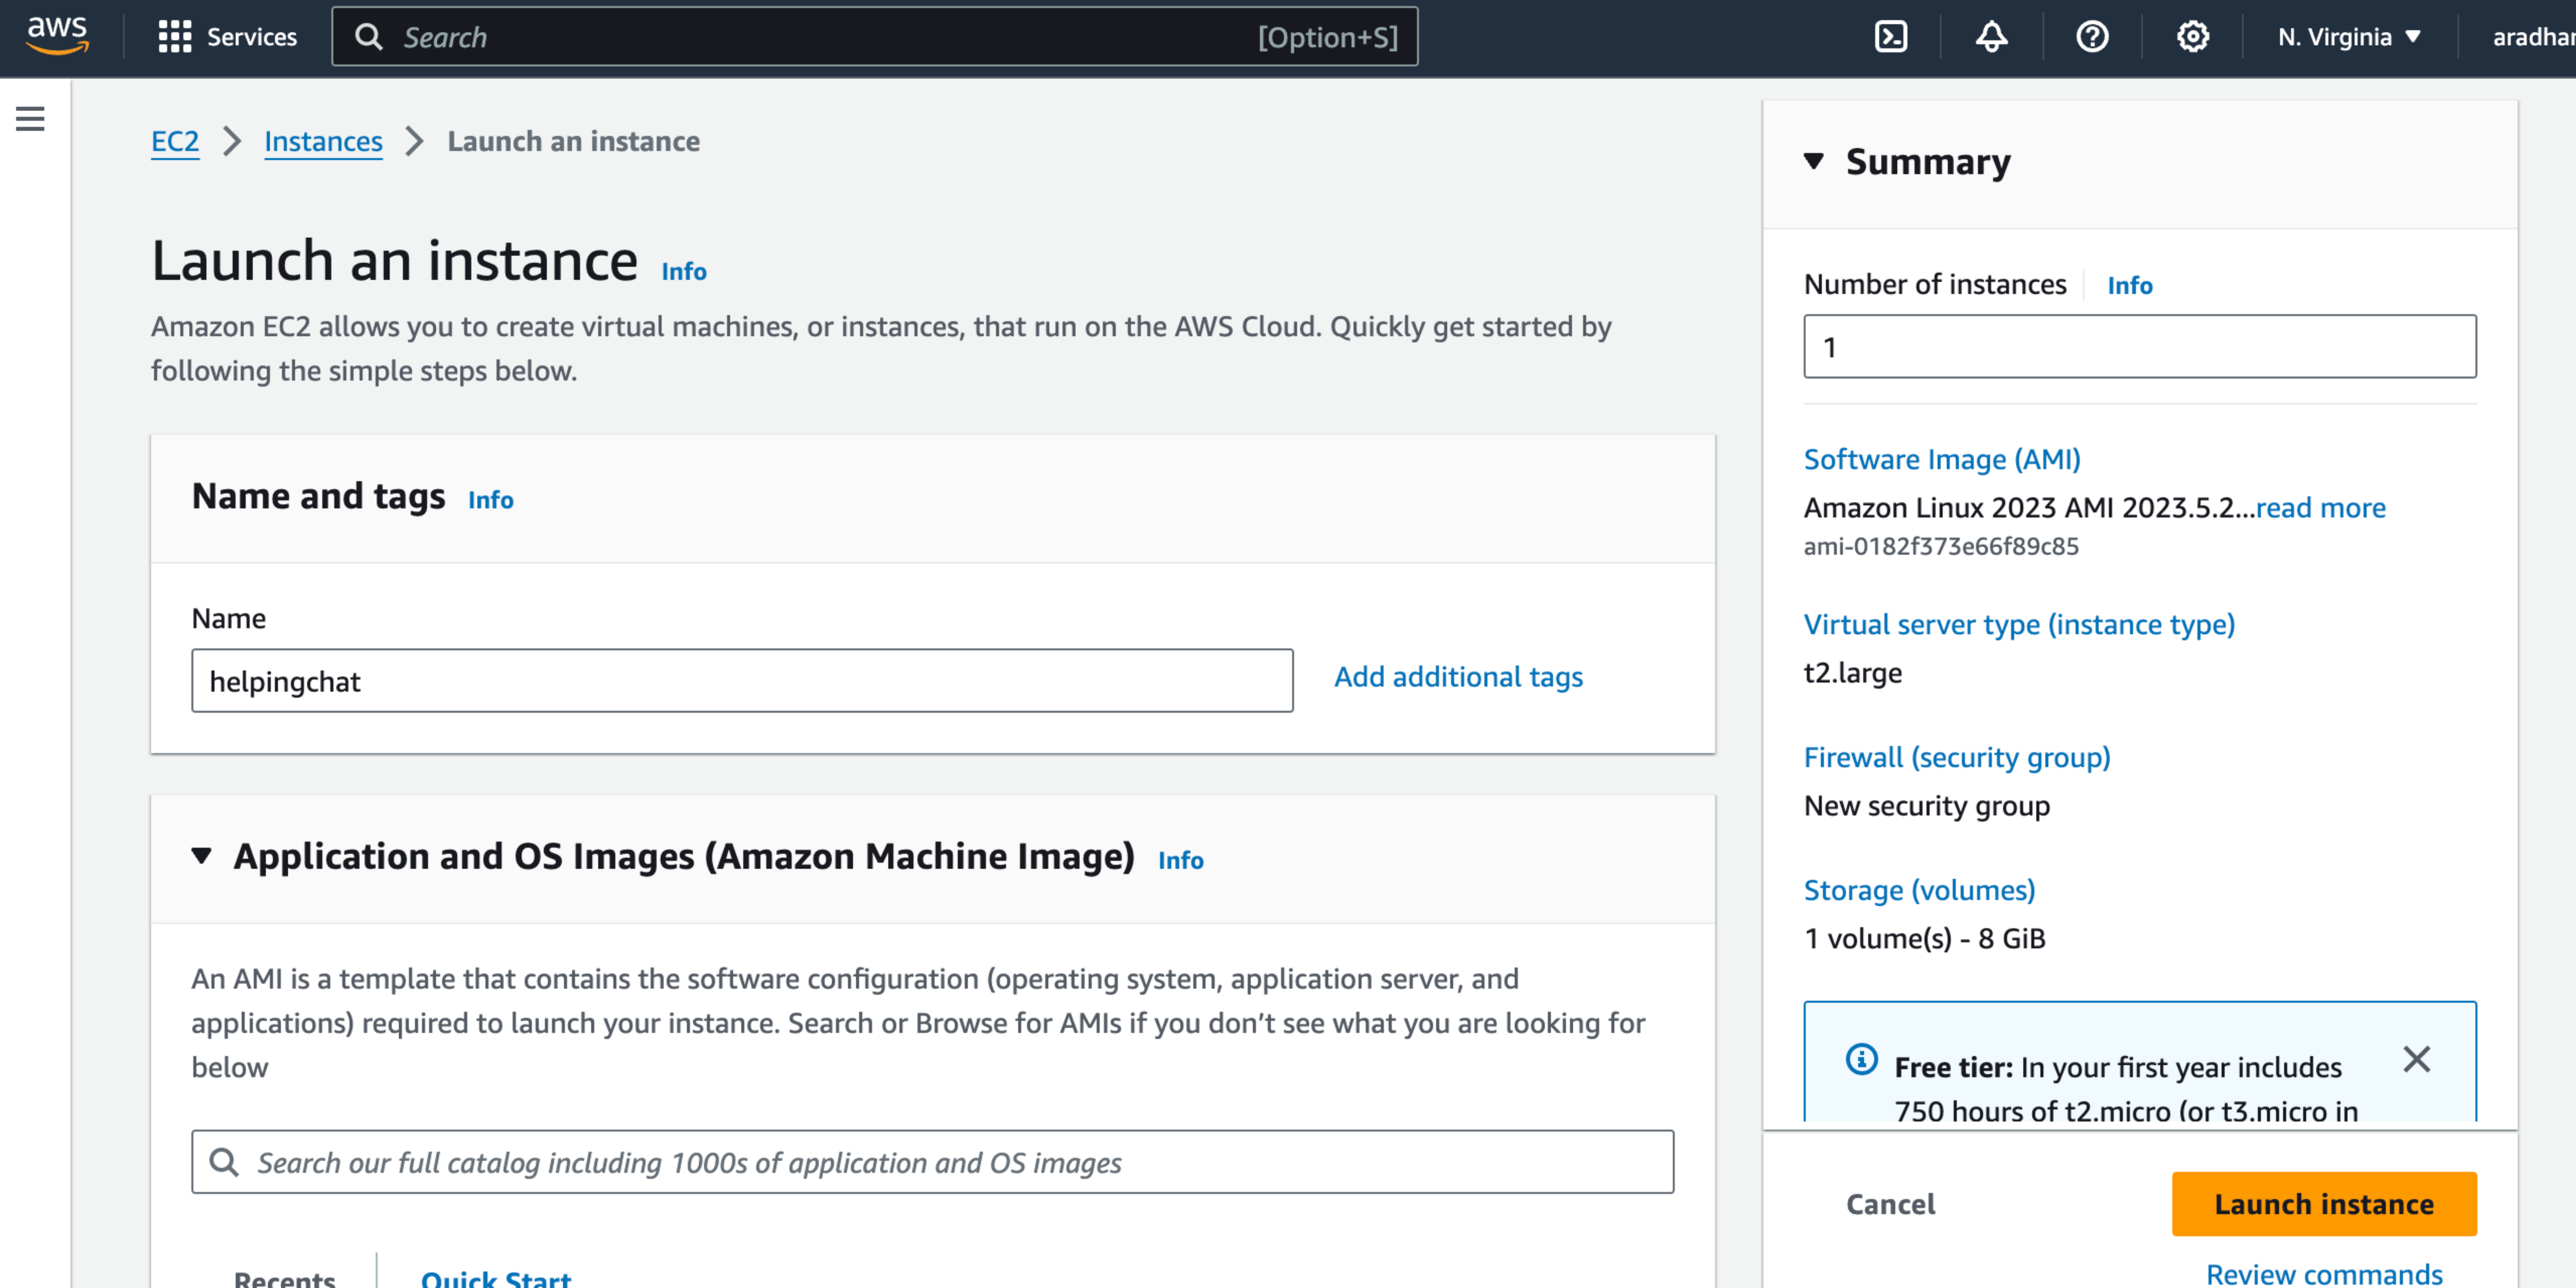 aws Services Search [Option+S] N. Virginia
EC2 Instances Launch an instance
Launch an instance Info
Amazon EC2 allows you to create virtual machines, or instances, that run on the AWS Cloud. Quickly get started by
following the simple steps below.
Name and tags Info
Name
helpingchat
Add additional tags
Application and OS Images (Amazon Machine Image) Info
An AMI is a template that contains the software configuration (operating system, application server, and
applications) required to launch your instance. Search or Browse for AMIs if you don’t see what you are looking for
below
Search our full catalog including 1000s of application and OS images
Recents Quick Start
Summary
Number of instances Info
1
Software Image (AMI)
Amazon Linux 2023 AMI 2023.5.2...read more
ami-0182f373e66f89c85
Virtual server type (instance type)
t2.large
Firewall (security group)
New security group
Storage (volumes)
1 volume(s) - 8 GiB
Free tier: In your first year includes
750 hours of t2.micro (or t3.micro in
Cancel Launch instance
Review commands